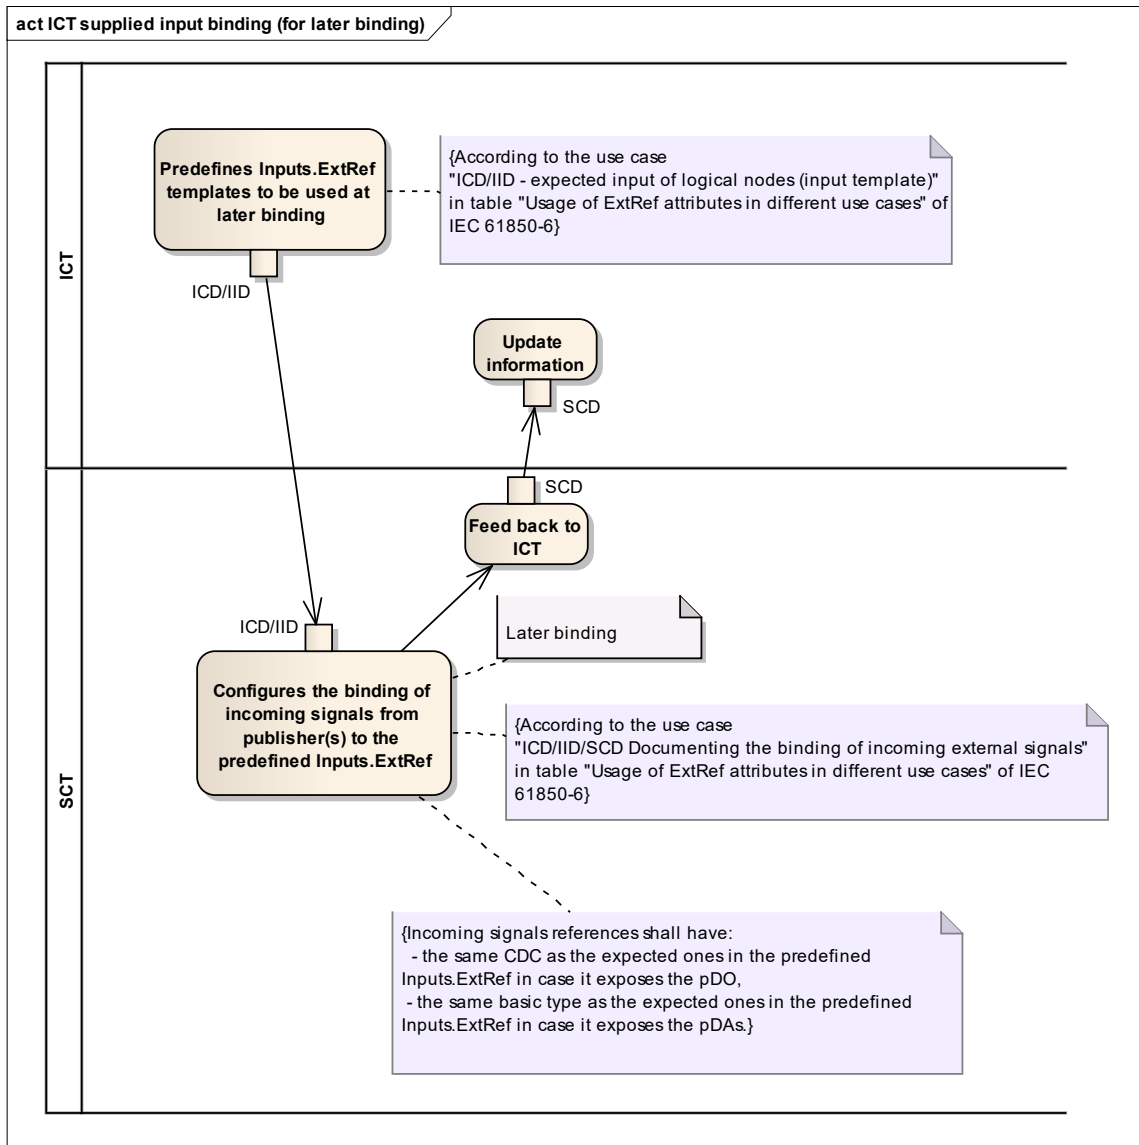 act ICT supplied input binding (for later binding)
ICT
Predefines Inputs.ExtRef
templates to be used at
later binding
{According to the use case
"ICD/IID - expected input of logical nodes (input template)"
in table "Usage of ExtRef attributes in different use cases" of
IEC 61850-6}
ICD/IID
Update
information
SCD
SCT
SCD
Feed back to
ICT
ICD/IID
Later binding
Configures the binding of
incoming signals from
publisher(s) to the
predefined Inputs.ExtRef
{According to the use case
"ICD/IID/SCD Documenting the binding of incoming external signals"
in table "Usage of ExtRef attributes in different use cases" of IEC
61850-6}
{Incoming signals references shall have:
- the same CDC as the expected ones in the predefined
Inputs.ExtRef in case it exposes the pDO,
- the same basic type as the expected ones in the predefined
Inputs.ExtRef in case it exposes the pDAs.}